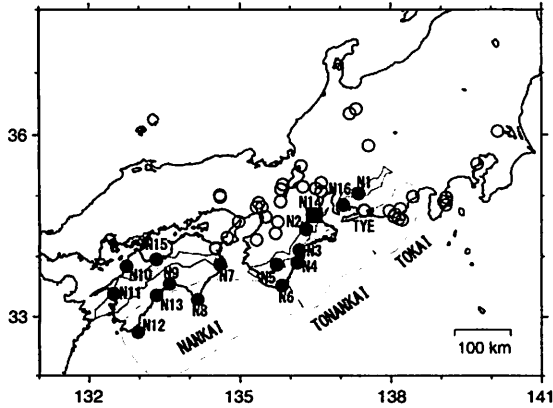 36
33
132
135
138
141
N1
N16
N14
N2
TYE
N3
N4
N5
N6
N15
N10
N9
N7
N11
N13
N8
N12
TOKAI
TONANKAI
NANKAI
100 km